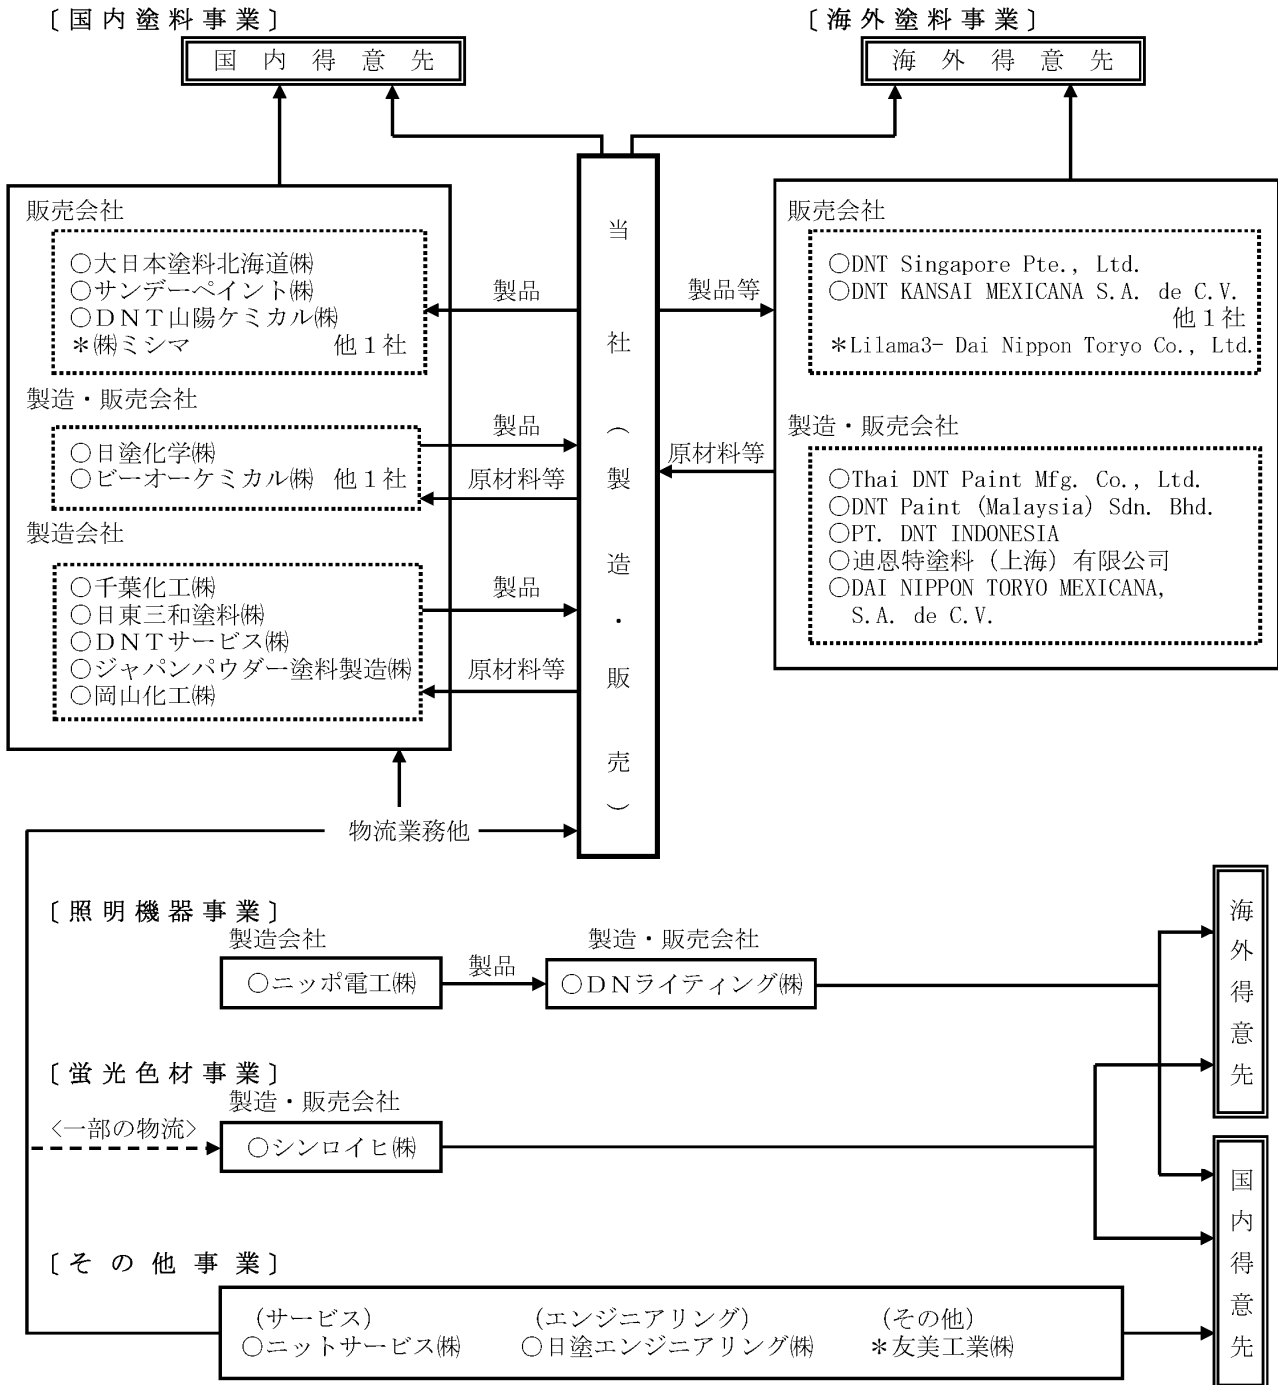 〔国内塗料事業〕
国内得意先
販売会社
○大日本塗料北海道㈱
○サンデーペイント㈱
○ＤＮＴ山陽ケミカル㈱
＊㈱ミシマ 他１社
製造・販売会社
○日塗化学㈱
○ビーオーケミカル㈱ 他１社
製造会社
○千葉化工㈱
○日東三和塗料㈱
○ＤＮＴサービス㈱
○ジャパンパウダー塗料製造㈱
○岡山化工㈱
製品
製品
原材料等
製品
原材料等
当社（製造・販売）
製品等
原材料等
〔海外塗料事業〕
海外得意先
販売会社
○DNT Singapore Pte., Ltd.
○DNT KANSAI MEXICANA S.A. de C.V.
他１社
＊Lilama3- Dai Nippon Toryo Co., Ltd.
製造・販売会社
○Thai DNT Paint Mfg. Co., Ltd.
○DNT Paint (Malaysia) Sdn. Bhd.
○PT. DNT INDONESIA
○迪恩特塗料（上海）有限公司
○DAI NIPPON TORYO MEXICANA,
S.A. de C.V.
物流業務他
〔照明機器事業〕
製造会社
○ニッポ電工㈱
製品
製造・販売会社
○ＤＮライティング㈱
海外得意先
〔蛍光色材事業〕
製造・販売会社
<一部の物流>
○シンロイヒ㈱
国内得意先
〔その他事業〕
(サービス) (エンジニアリング) (その他)
○ニットサービス㈱ ○日塗エンジニアリング㈱ ＊友美工業㈱